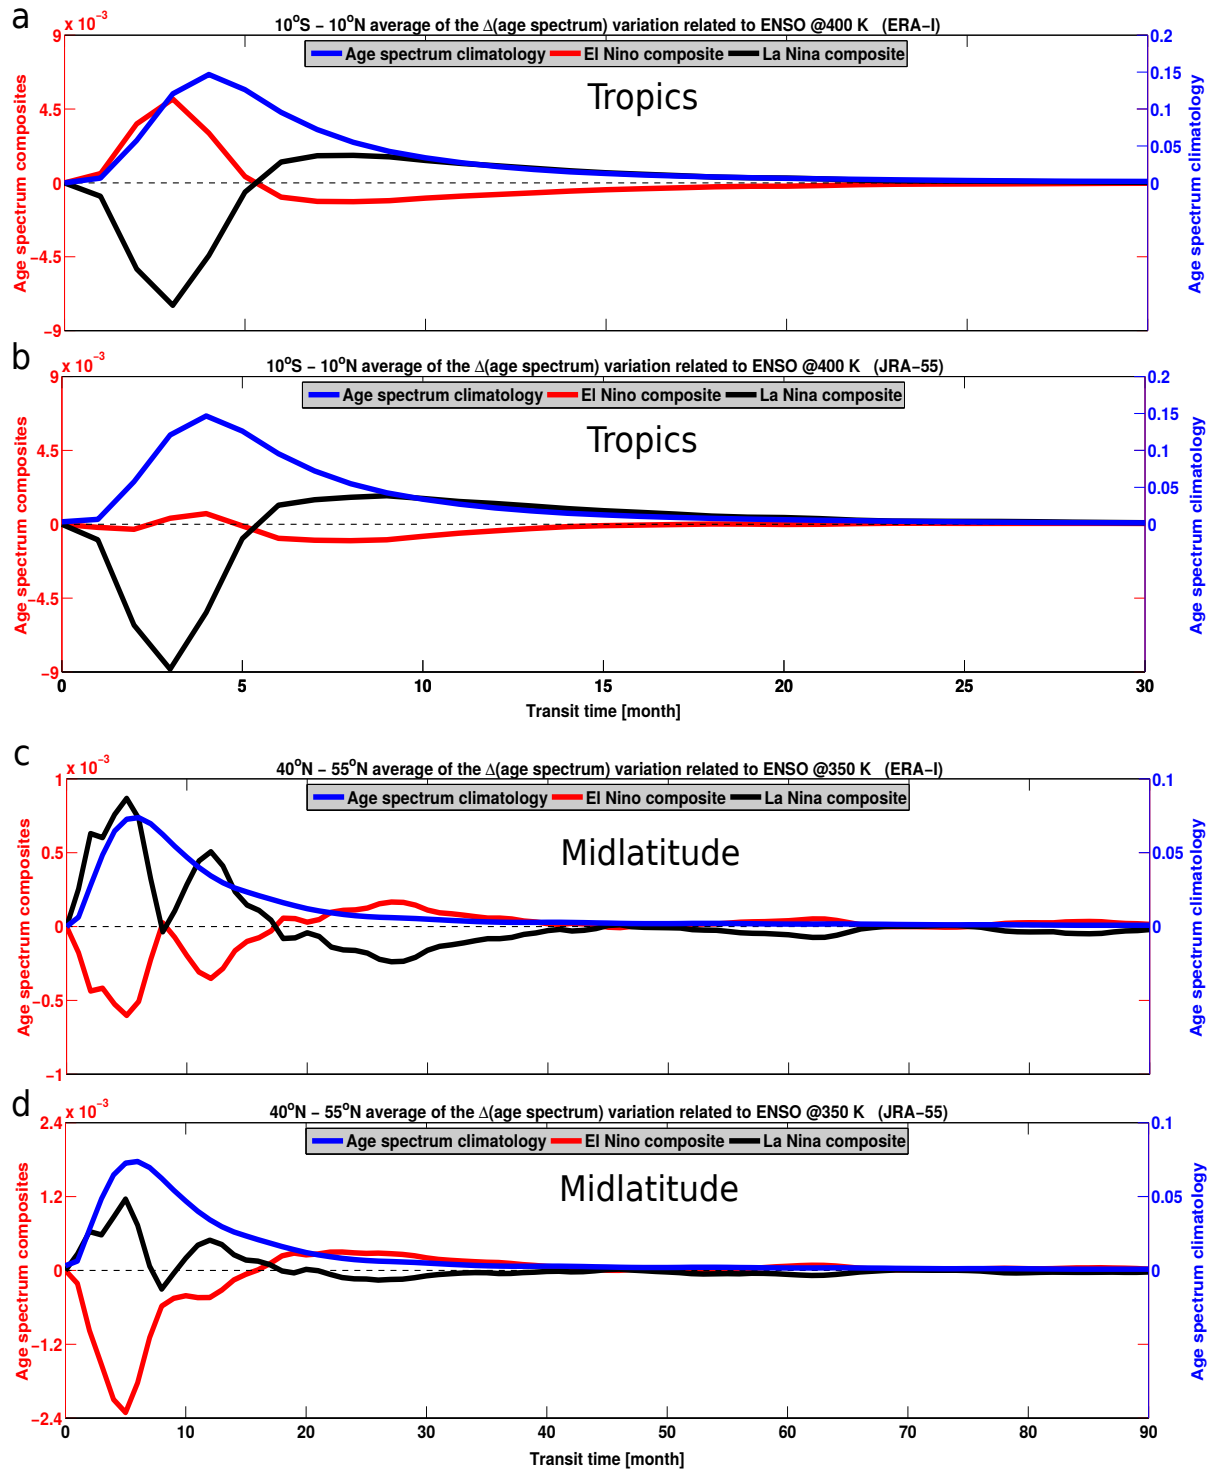 a
x 10⁻³
10°S − 10°N average of the Δ(age spectrum) variation related to ENSO @400 K (ERA−I)
Age spectrum climatology El Nino composite La Nina composite
Tropics
Age spectrum composites
9
4.5
0
−4.5
−9
0.2
0.15
0.1
0.05
0
Age spectrum climatology
b
x 10⁻³
10°S − 10°N average of the Δ(age spectrum) variation related to ENSO @400 K (JRA−55)
Age spectrum climatology El Nino composite La Nina composite
Tropics
Age spectrum composites
9
4.5
0
−4.5
−9
0.2
0.15
0.1
0.05
0
Age spectrum climatology
0 5 10 15 20 25 30
Transit time [month]
c
x 10⁻³
40°N − 55°N average of the Δ(age spectrum) variation related to ENSO @350 K (ERA−I)
Age spectrum climatology El Nino composite La Nina composite
Midlatitude
Age spectrum composites
1
0.5
0
−0.5
−1
0.1
0.05
0
Age spectrum climatology
d
x 10⁻³
40°N − 55°N average of the Δ(age spectrum) variation related to ENSO @350 K (JRA−55)
Age spectrum climatology El Nino composite La Nina composite
Midlatitude
Age spectrum composites
2.4
1.2
0
−1.2
−2.4
0.1
0.05
0
Age spectrum climatology
0 10 20 30 40 50 60 70 80 90
Transit time [month]